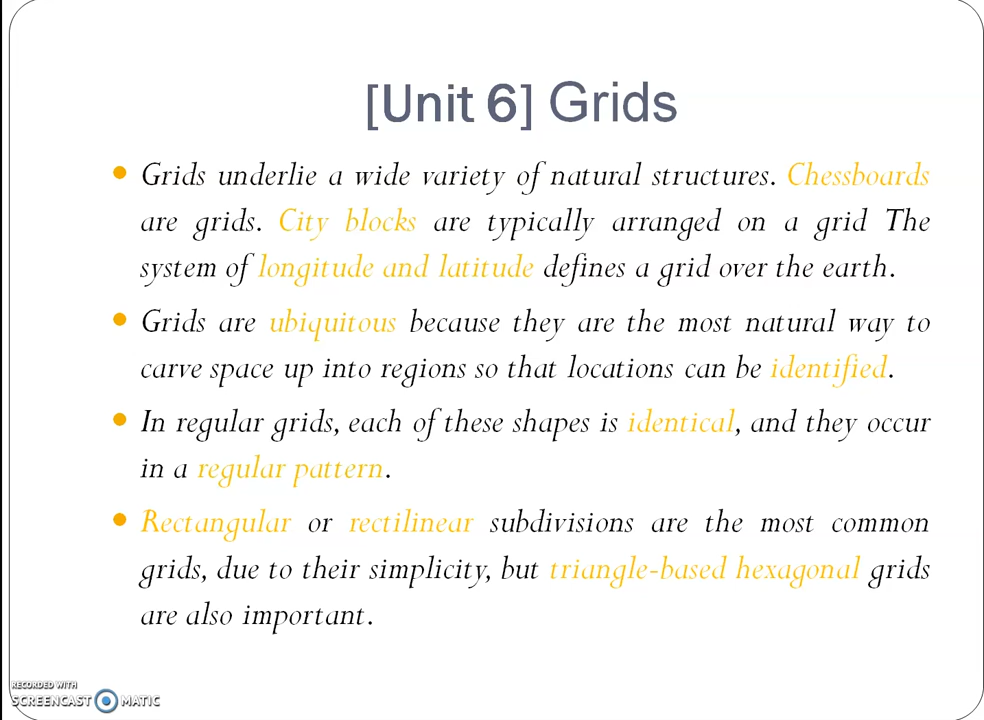 [Unit 6] Grids
• Grids underlie a wide variety of natural structures. Chessboards
are grids. City blocks are typically arranged on a grid The
system of longitude and latitude defines a grid over the earth.
• Grids are ubiquitous because they are the most natural way to
carve space up into regions so that locations can be identified.
• In regular grids, each of these shapes is identical, and they occur
in a regular pattern.
• Rectangular or rectilinear subdivisions are the most common
grids, due to their simplicity, but triangle-based hexagonal grids
are also important.
RECORDED WITH
SCREENCAST MATIC